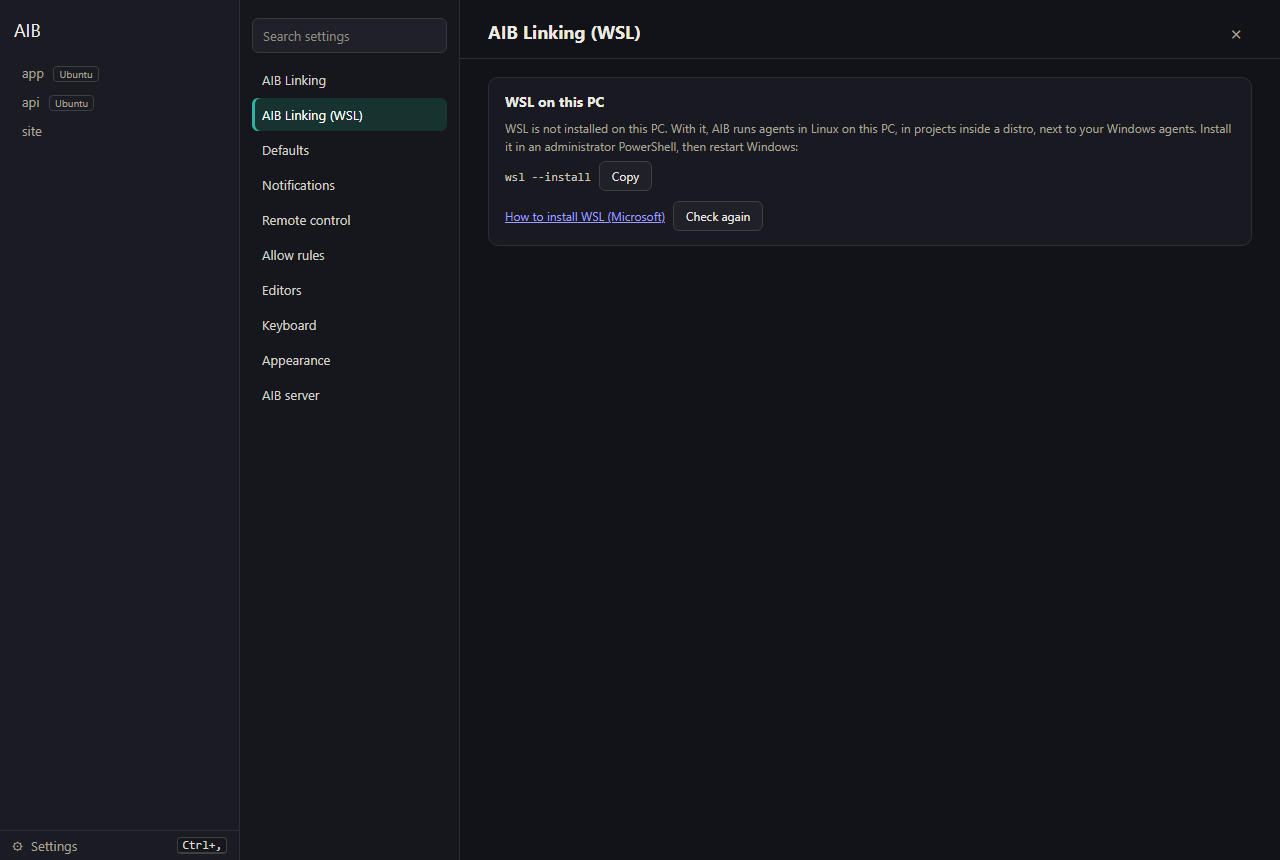 AIB
app Ubuntu
api Ubuntu
site
Settings Ctrl+,
Search settings
AIB Linking
AIB Linking (WSL)
Defaults
Notifications
Remote control
Allow rules
Editors
Keyboard
Appearance
AIB server
AIB Linking (WSL)
WSL on this PC
WSL is not installed on this PC. With it, AIB runs agents in Linux on this PC, in projects inside a distro, next to your Windows agents. Install
it in an administrator PowerShell, then restart Windows:
wsl --install Copy
How to install WSL (Microsoft) Check again